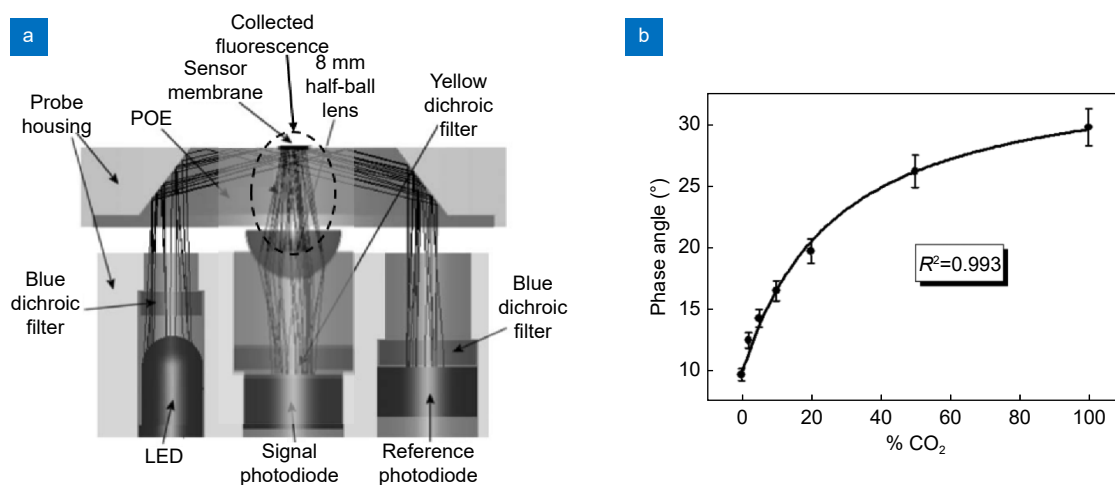 a
Collected
fluorescence
Sensor
membrane
8 mm
half-ball
lens
Yellow
dichroic
filter
Probe
housing
POE
Blue
dichroic
filter
Blue
dichroic
filter
LED
Signal
photodiode
Reference
photodiode
b
Phase angle (°)
30
25
20
15
10
R²=0.993
0 20 40 60 80 100
% CO₂